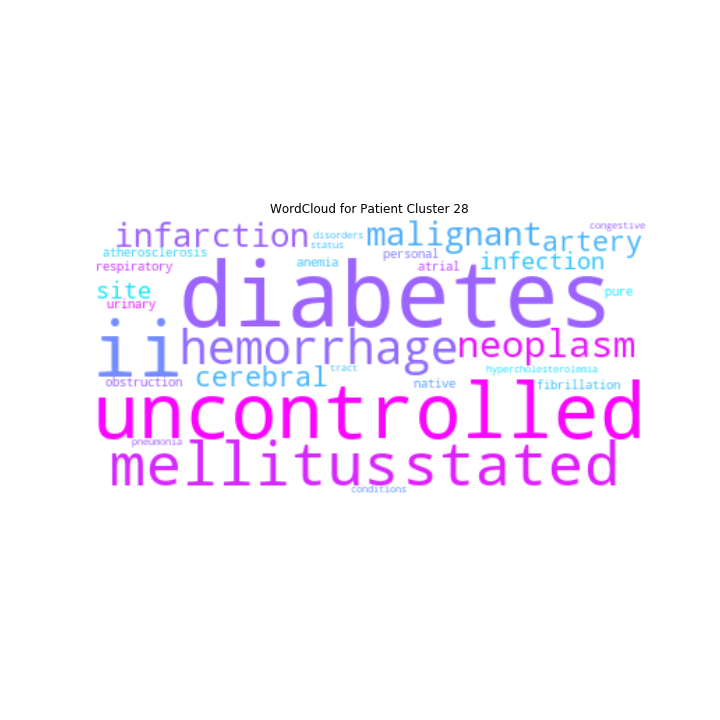 WordCloud for Patient Cluster 28
infarction disorders malignant congestive
status artery
atherosclerosis personal
respiratory anemia atrial infection
site diabetes pure
urinary
ii hemorrhage neoplasm
cerebral tract hypercholesterolemia
obstruction native fibrillation
uncontrolled
pneumonia
mellitus stated
conditions